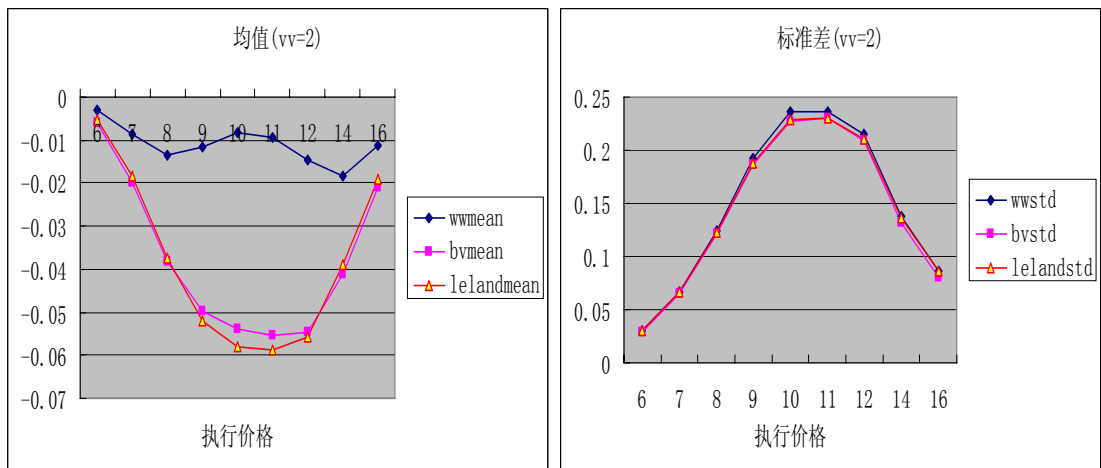 均值(vv=2)
0
-0.01
-0.02
-0.03
-0.04
-0.05
-0.06
-0.07
6 7 8 9 10 11 12 14 16
执行价格
wwmean
bvmean
lelandmean
标准差(vv=2)
0.25
0.2
0.15
0.1
0.05
0
6 7 8 9 10 11 12 14 16
执行价格
wwstd
bvstd
lelandstd